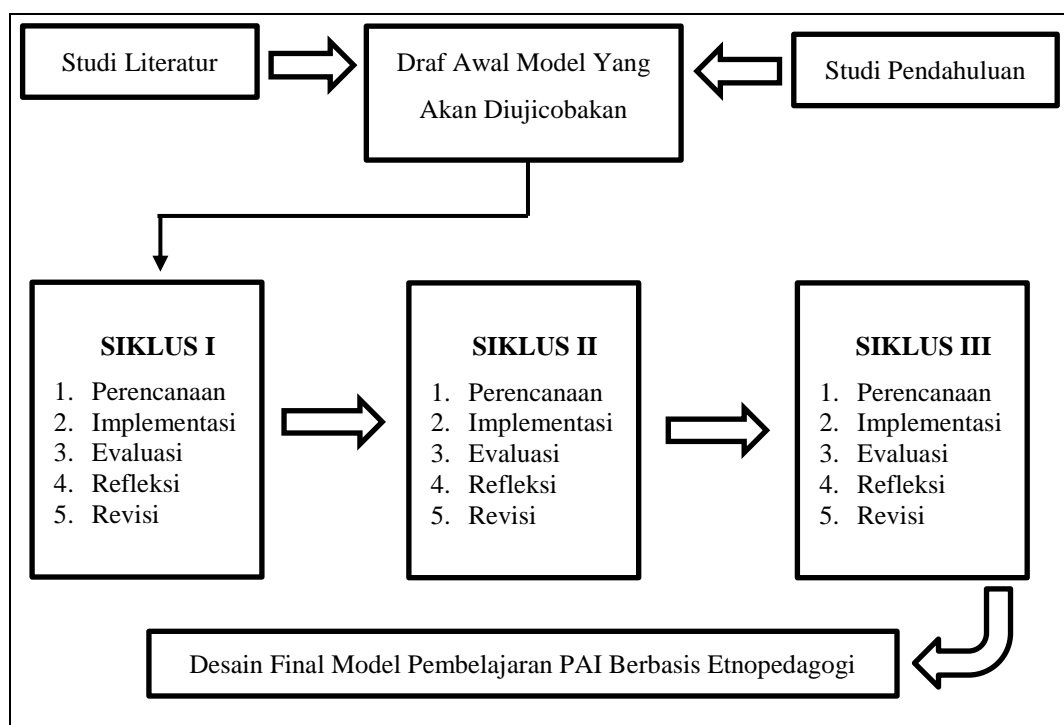 Studi Literatur
Draf Awal Model Yang
Akan Diujicobakan
Studi Pendahuluan
SIKLUS I
1. Perencanaan
2. Implementasi
3. Evaluasi
4. Refleksi
5. Revisi
SIKLUS II
1. Perencanaan
2. Implementasi
3. Evaluasi
4. Refleksi
5. Revisi
SIKLUS III
1. Perencanaan
2. Implementasi
3. Evaluasi
4. Refleksi
5. Revisi
Desain Final Model Pembelajaran PAI Berbasis Etnopedagogi